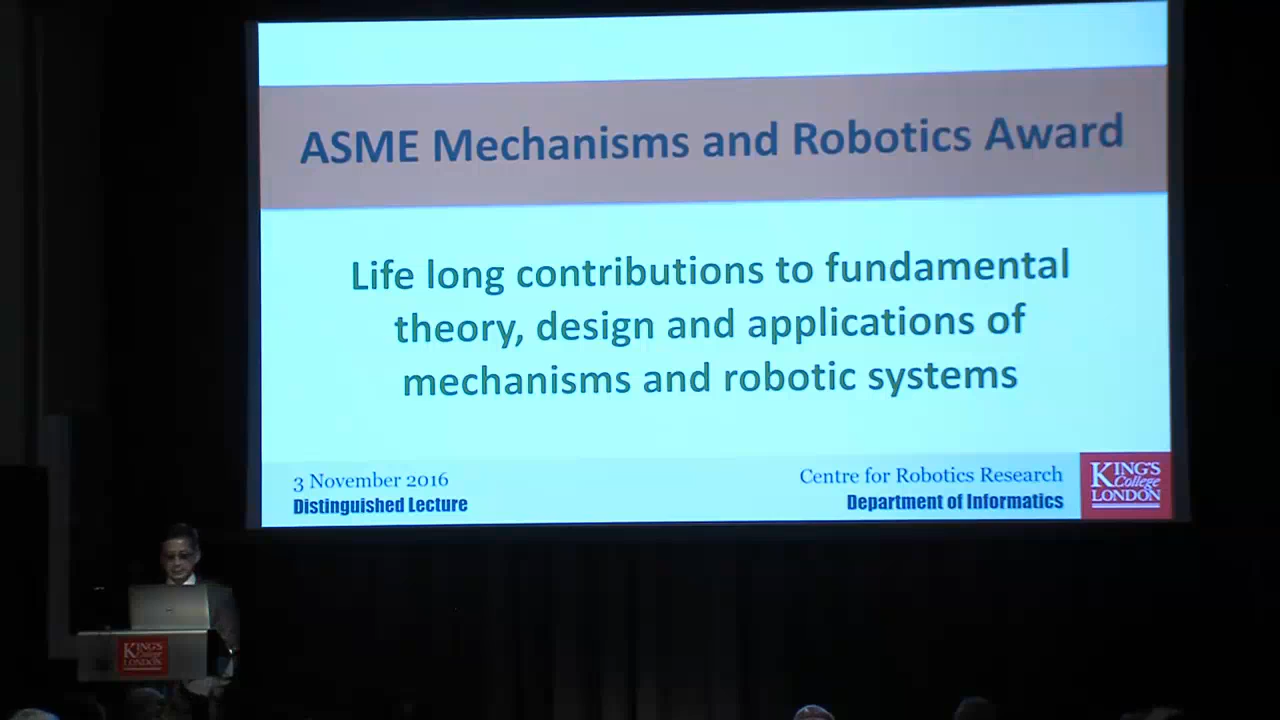 ASME Mechanisms and Robotics Award
Life long contributions to fundamental
theory, design and applications of
mechanisms and robotic systems
3 November 2016
Distinguished Lecture
Centre for Robotics Research
Department of Informatics
KING'S
College
LONDON
KING'S
College
LONDON